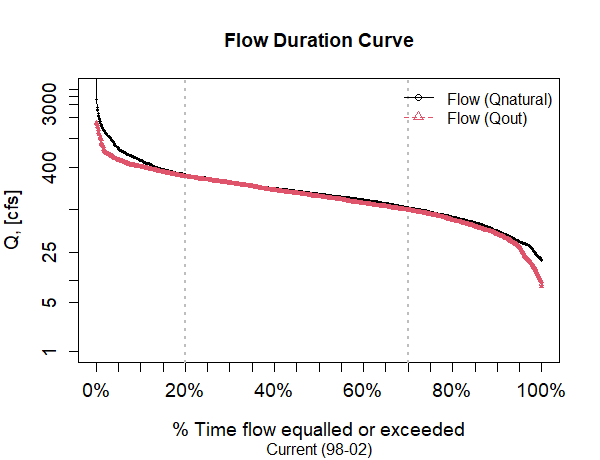 Flow Duration Curve
Flow (Qnatural)
Flow (Qout)
Q, [cfs]
3000
400
25
5
1
0%
20%
40%
60%
80%
100%
% Time flow equalled or exceeded
Current (98-02)